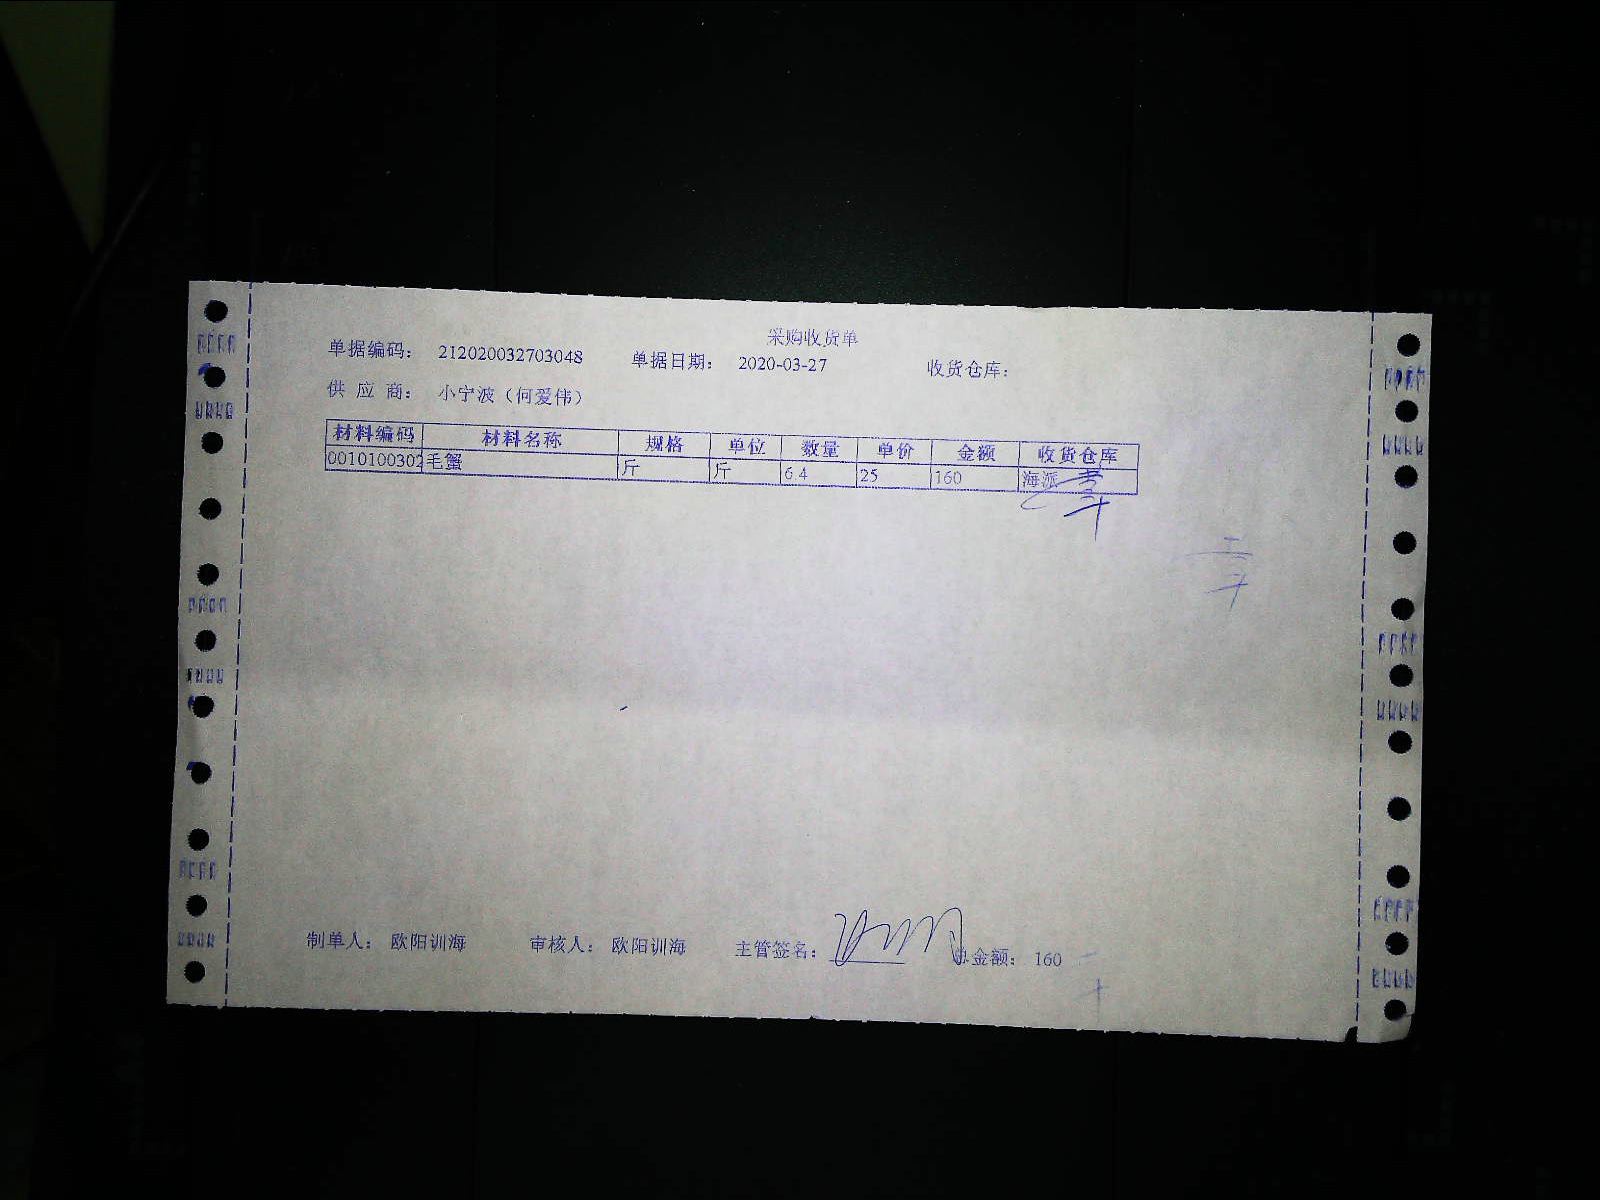 采购收货单
单据编码: 212020032703048 单据日期: 2020-03-27 收货仓库:
供 应 商: 小宁波（何爱伟）
材料编码 材料名称 规格 单位 数量 单价 金额 收货仓库
0010100302 毛蟹 斤 斤 6.4 25 160 海派
制单人: 欧阳训海 审核人: 欧阳训海 主管签名: 总金额: 160